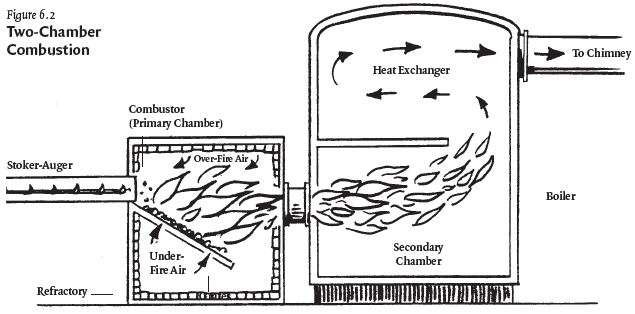 Figure 6.2
Two-Chamber
Combustion
To Chimney
Heat Exchanger
Combustor
(Primary Chamber)
Over-Fire Air
Stoker-Auger
Boiler
Under-
Fire Air
Secondary
Chamber
Refractory